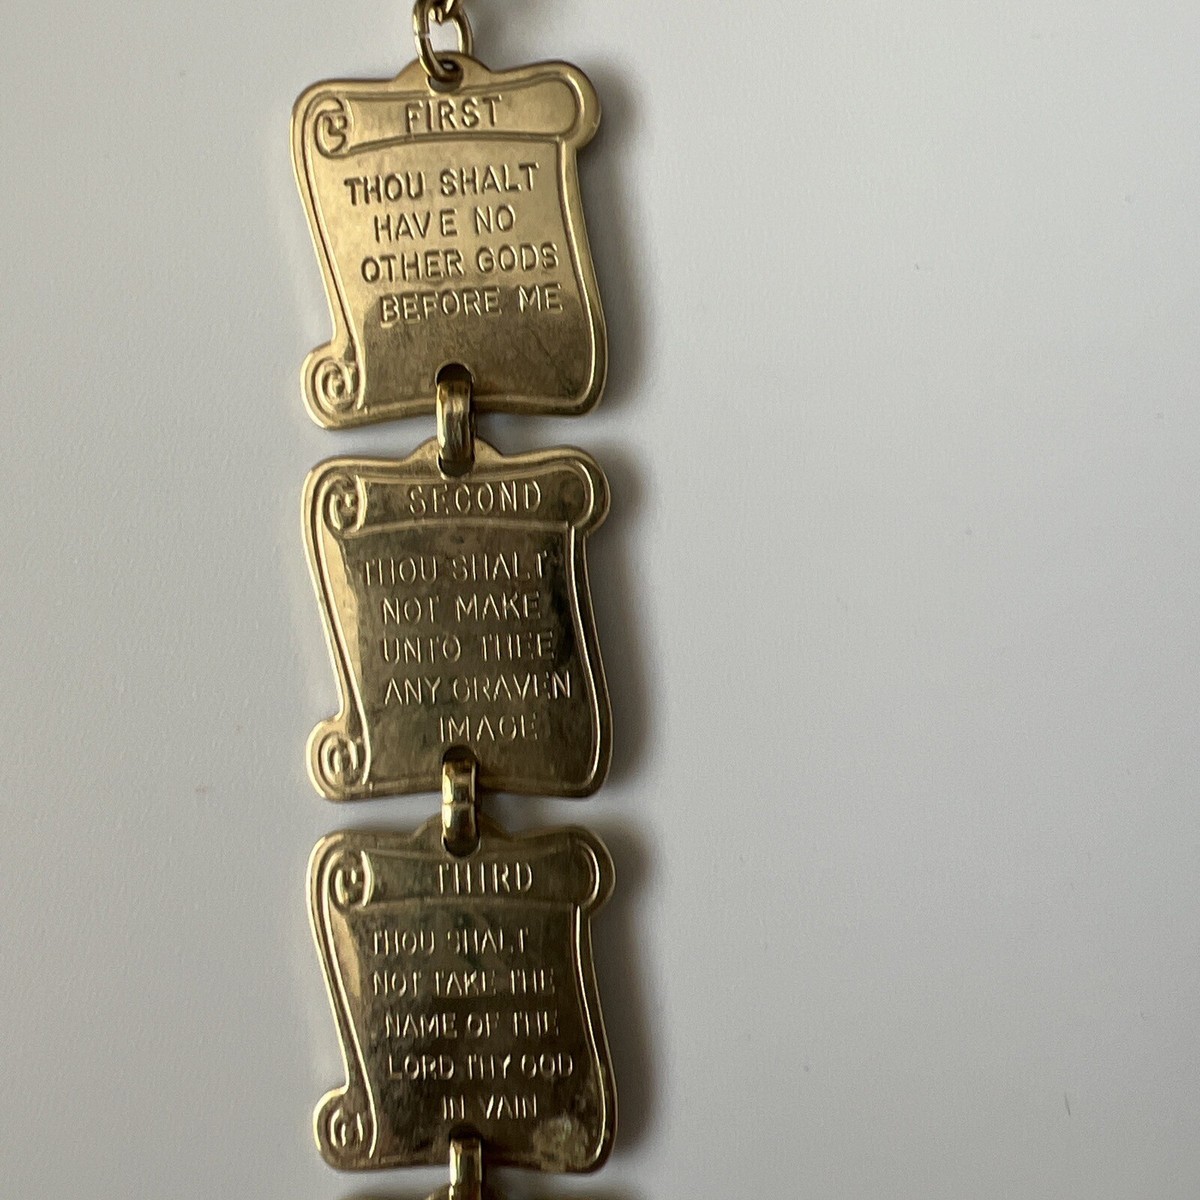 FIRST
THOU SHALT
HAVE NO
OTHER GODS
BEFORE ME
SECOND
THOU SHALT
NOT MAKE
UNTO THEE
ANY GRAVEN
IMAGE
THIRD
THOU SHALT
NOT TAKE THE
NAME OF THE
LORD THY GOD
IN VAIN